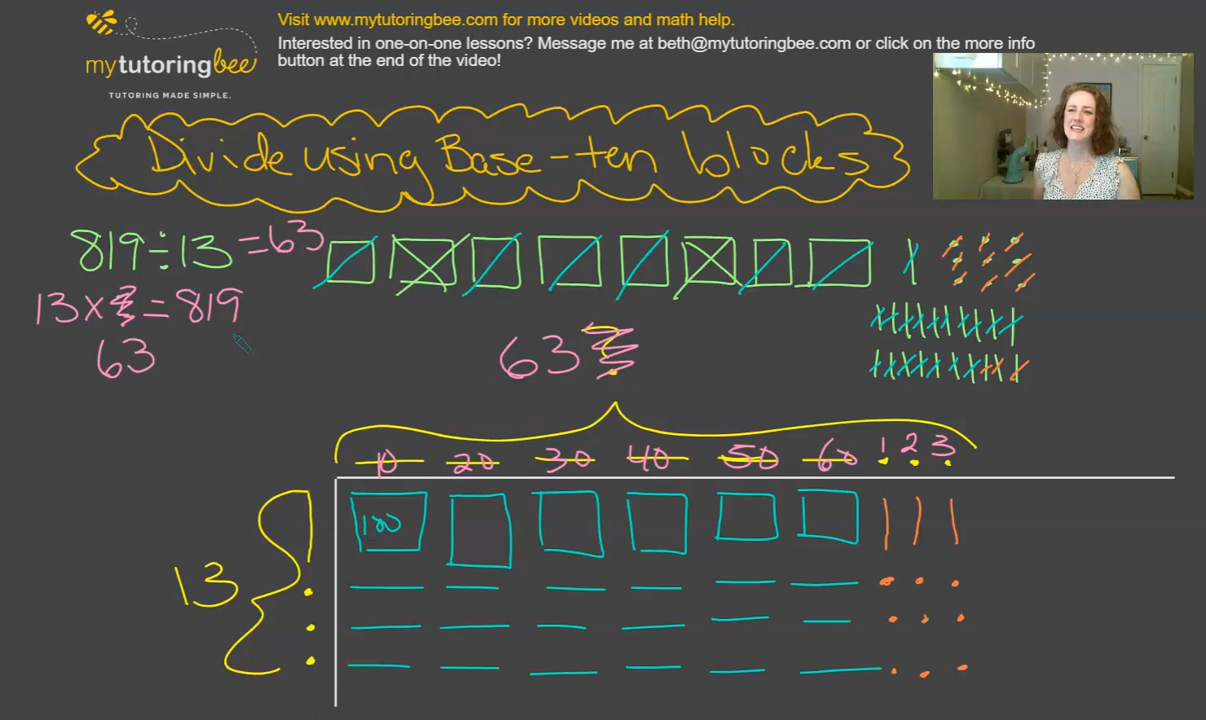 Visit www.mytutoringbee.com for more videos and math help.
Interested in one-on-one lessons? Message me at beth@mytutoringbee.com or click on the more info
button at the end of the video!
mytutoringbee
TUTORING MADE SIMPLE.
Divide using Base-ten blocks
819÷13=63
13×?=819
63
63?
10 20 30 40 50 60 1 2 3
100
13